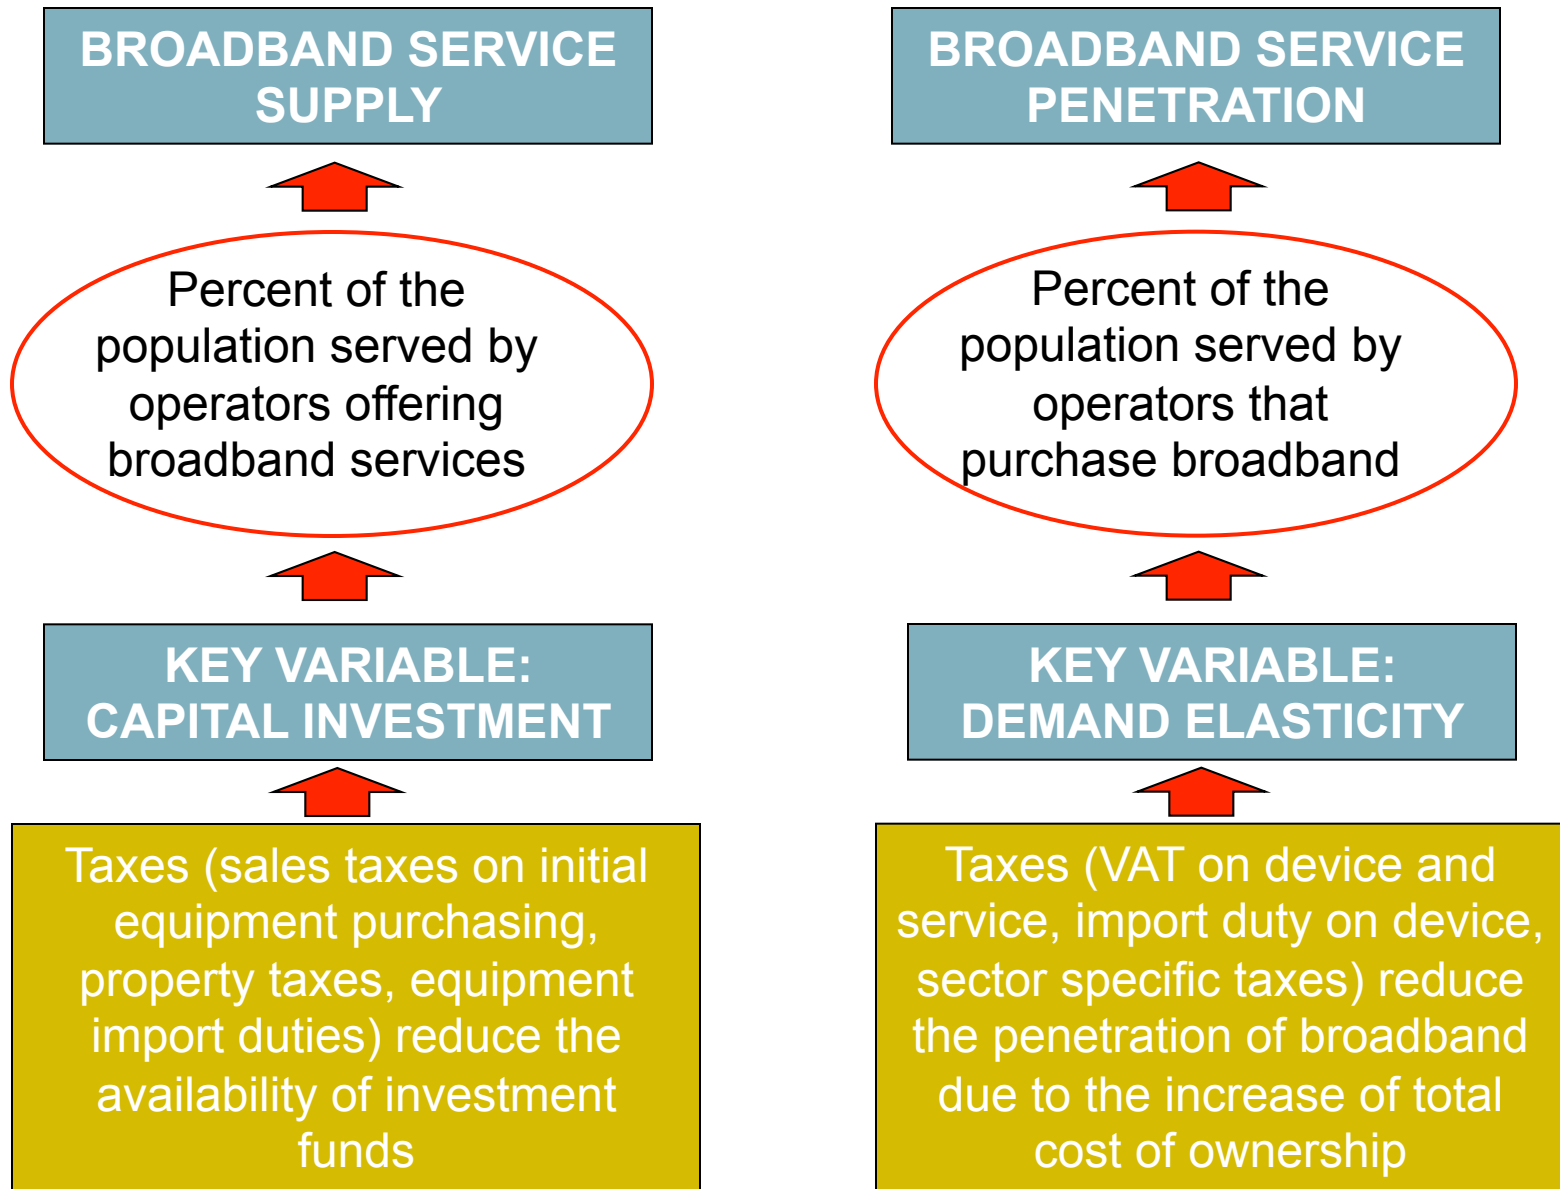 BROADBAND SERVICE
SUPPLY
Percent of the
population served by
operators offering
broadband services
KEY VARIABLE:
CAPITAL INVESTMENT
Taxes (sales taxes on initial
equipment purchasing,
property taxes, equipment
import duties) reduce the
availability of investment
funds
BROADBAND SERVICE
PENETRATION
Percent of the
population served by
operators that
purchase broadband
KEY VARIABLE:
DEMAND ELASTICITY
Taxes (VAT on device and
service, import duty on device,
sector specific taxes) reduce
the penetration of broadband
due to the increase of total
cost of ownership